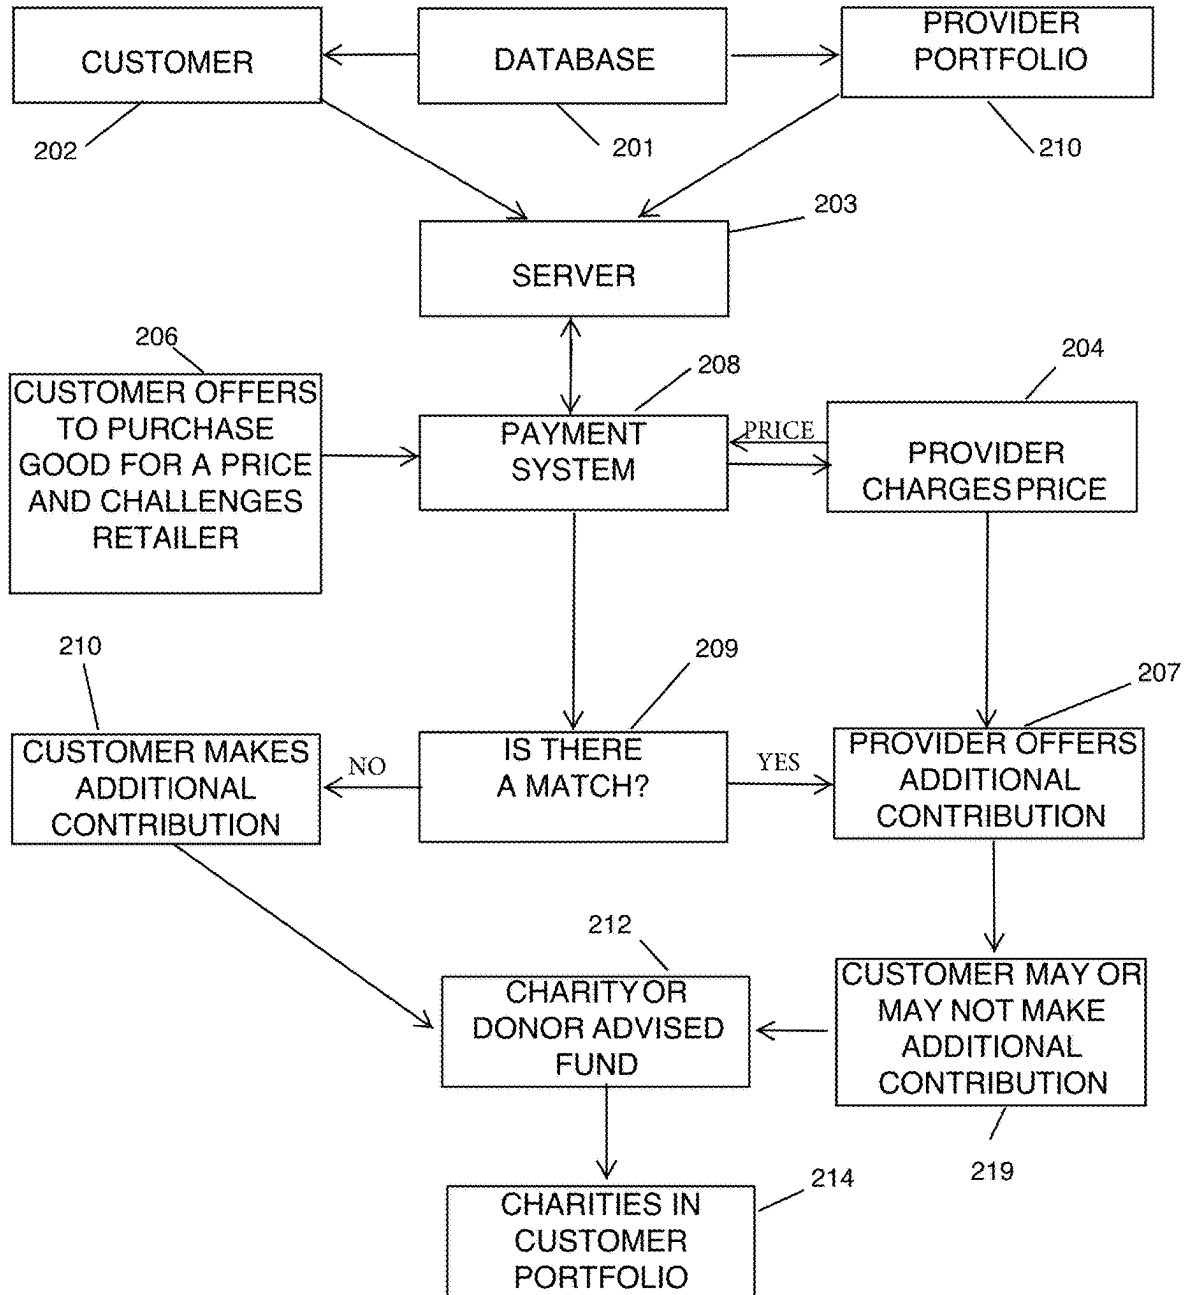 CUSTOMER
DATABASE
PROVIDER
PORTFOLIO
202
201
210
203
SERVER
206
204
208
CUSTOMER OFFERS
TO PURCHASE
GOOD FOR A PRICE
AND CHALLENGES
RETAILER
PAYMENT
SYSTEM
PRICE
PROVIDER
CHARGES PRICE
210
209
207
CUSTOMER MAKES
ADDITIONAL
CONTRIBUTION
NO
IS THERE
A MATCH?
YES
PROVIDER OFFERS
ADDITIONAL
CONTRIBUTION
212
CHARITY OR
DONOR ADVISED
FUND
CUSTOMER MAY OR
MAY NOT MAKE
ADDITIONAL
CONTRIBUTION
219
214
CHARITIES IN
CUSTOMER
PORTFOLIO